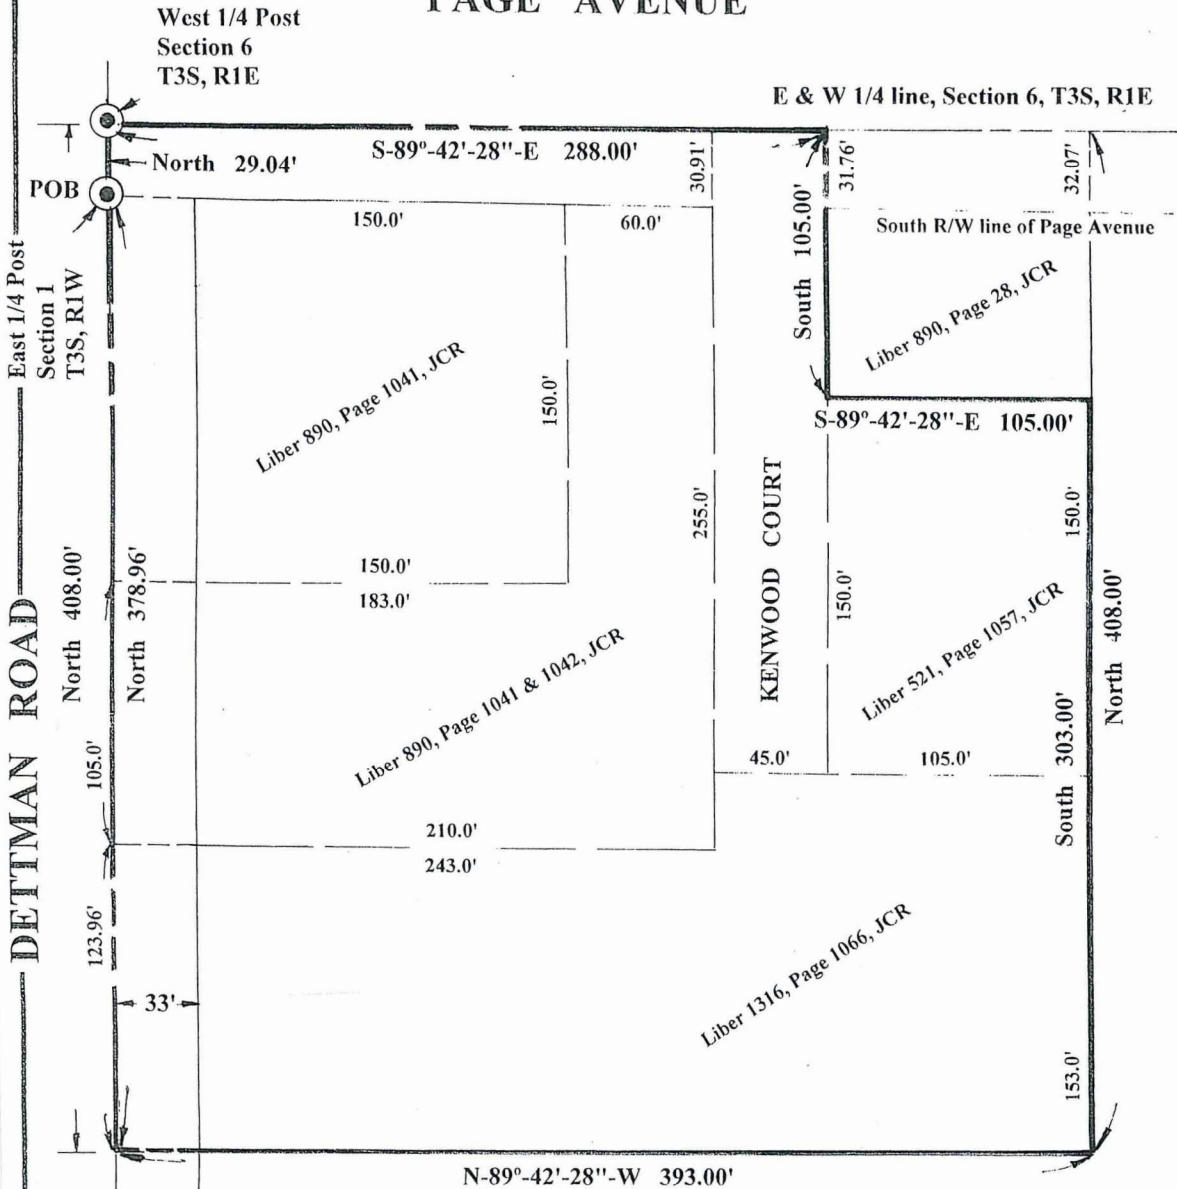 PAGE AVENUE
West 1/4 Post
Section 6
T3S, R1E
E & W 1/4 line, Section 6, T3S, R1E
S-89°-42'-28"-E 288.00'
North 29.04'
POB
30.91'
31.76'
32.07'
150.0'
60.0'
South R/W line of Page Avenue
South 105.00'
Liber 890, Page 28, JCR
East 1/4 Post
Section 1
T3S, R1W
Liber 890, Page 1041, JCR
150.0'
S-89°-42'-28"-E 105.00'
255.0'
KENWOOD COURT
150.0'
150.0'
150.0'
183.0'
North 408.00'
North 378.96'
DETTMAN ROAD
Liber 890, Page 1041 & 1042, JCR
Liber 521, Page 1057, JCR
North 408.00'
South 303.00'
105.0'
45.0'
105.0'
210.0'
243.0'
123.96'
Liber 1316, Page 1066, JCR
33'
153.0'
N-89°-42'-28"-W 393.00'